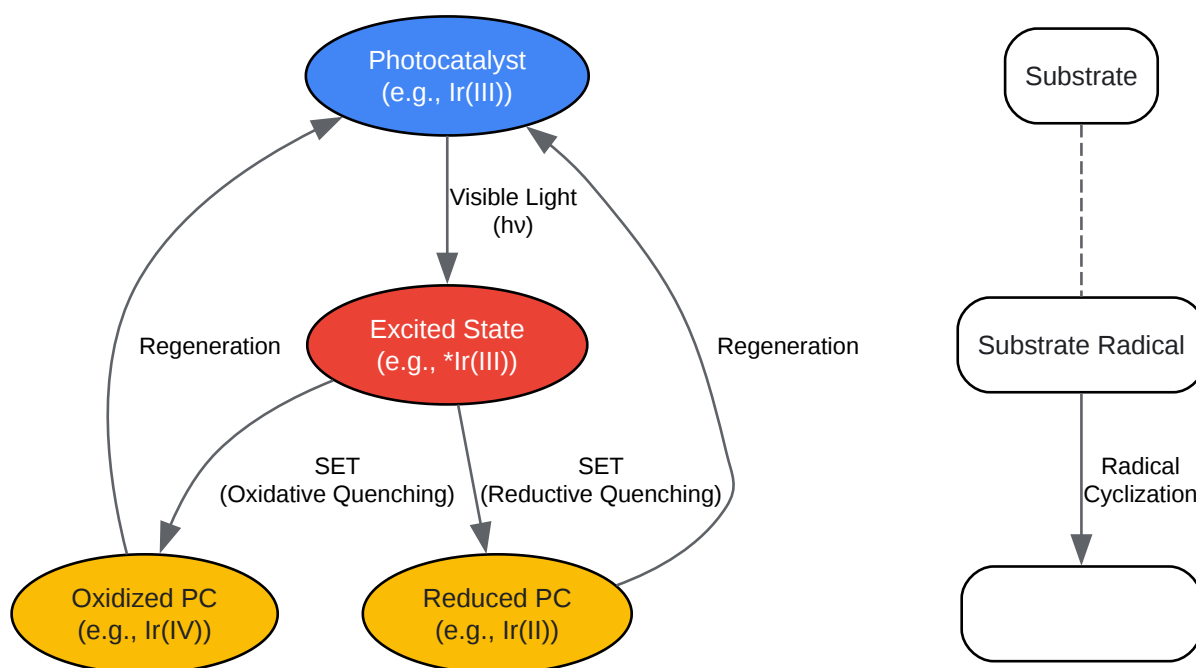 Photocatalyst
(e.g., Ir(III))
Substrate
Visible Light
(hν)
Excited State
(e.g., *Ir(III))
Regeneration
Regeneration
Substrate Radical
SET
(Oxidative Quenching)
SET
(Reductive Quenching)
Radical
Cyclization
Oxidized PC
(e.g., Ir(IV))
Reduced PC
(e.g., Ir(II))